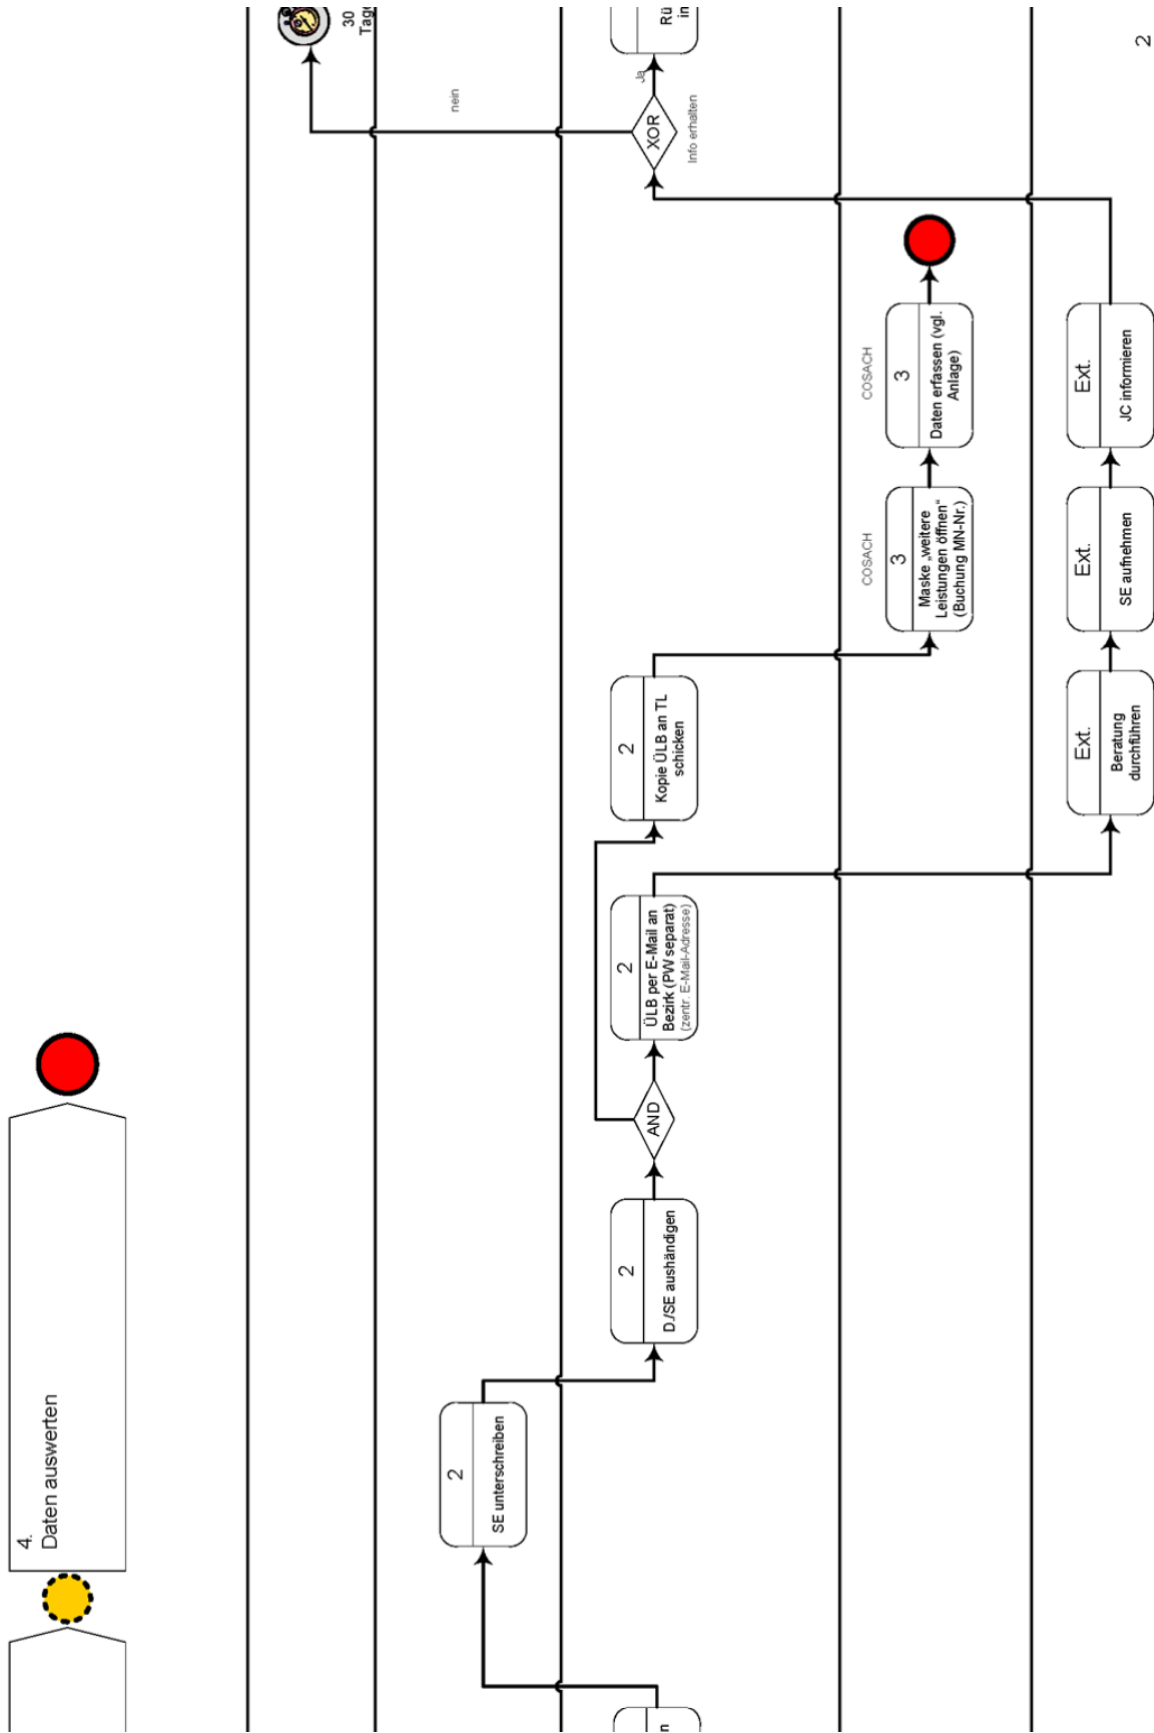 4.
Daten auswerten
30
n
2
SE unterschreiben
2
D./SE aushändigen
AND
2
ÜLB per E-Mail an
Bezirk (PW separat)
(zentr. E-Mail-Adresse)
2
Kopie ÜLB an TL
schicken
COSACH
3
Maske „weitere
Leistungen öffnen“
(Buchung MN-Nr.)
COSACH
3
Daten erfassen (vgl.
Anlage)
Ext.
Beratung
durchführen
Ext.
SE aufnehmen
Ext.
JC informieren
XOR
Info erhalten
nein
Ja
Rü
in
2